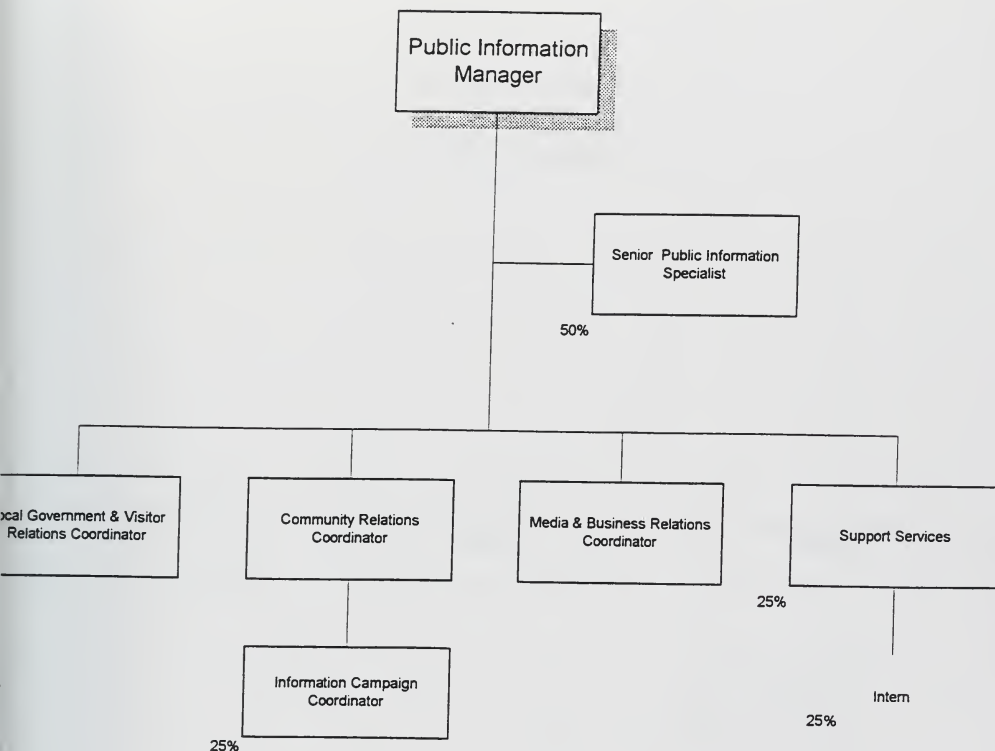 Public Information
Manager
Senior Public Information
Specialist
50%
Government & Visitor
Relations Coordinator
Community Relations
Coordinator
Media & Business Relations
Coordinator
Support Services
25%
Information Campaign
Coordinator
25%
Intern
25%